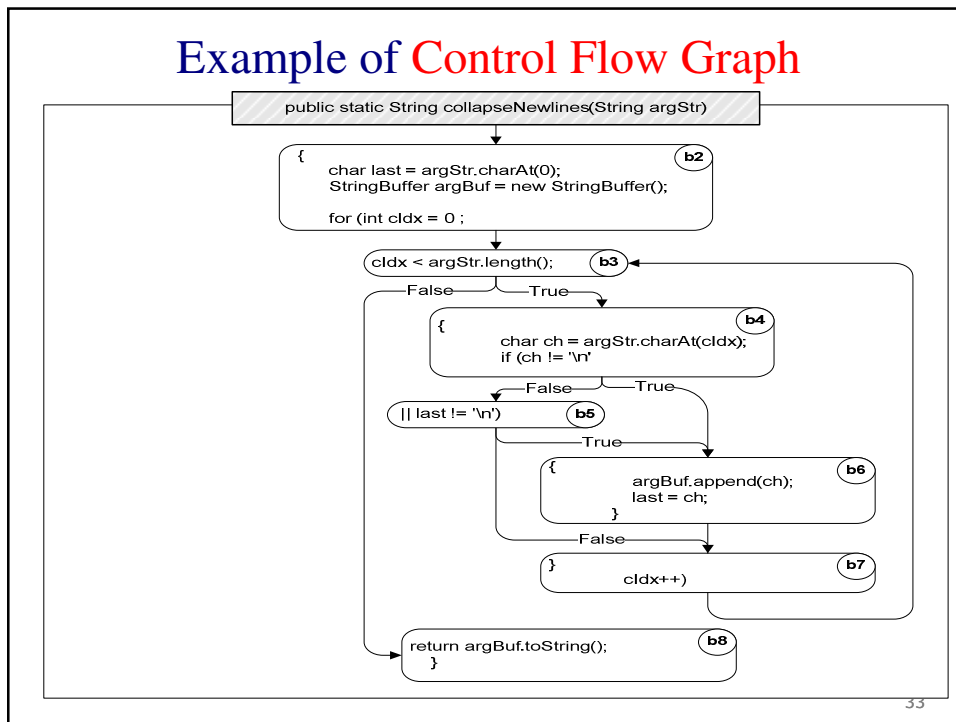 Example of Control Flow Graph
public static String collapseNewlines(String argStr)
{
b2
char last = argStr.charAt(0);
StringBuffer argBuf = new StringBuffer();
for (int cIdx = 0 ;
cIdx < argStr.length();
b3
False
True
{
b4
char ch = argStr.charAt(cIdx);
if (ch != '\n'
False
True
|| last != '\n')
b5
True
{
b6
argBuf.append(ch);
last = ch;
}
False
}
b7
cIdx++)
return argBuf.toString();
b8
}
33